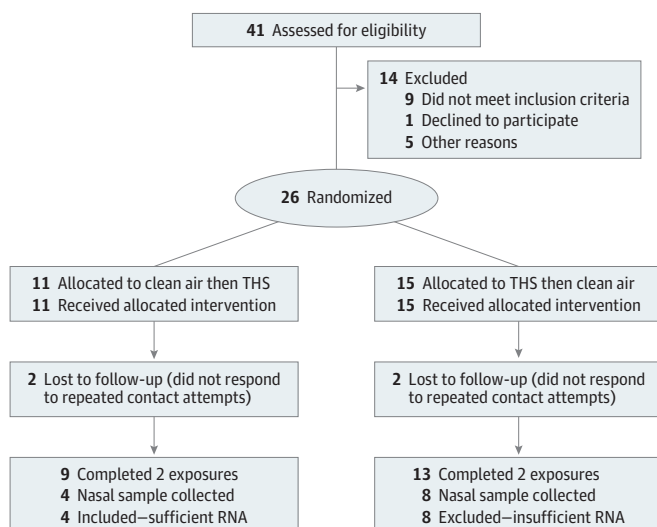 41 Assessed for eligibility
14 Excluded
9 Did not meet inclusion criteria
1 Declined to participate
5 Other reasons
26 Randomized
11 Allocated to clean air then THS
11 Received allocated intervention
15 Allocated to THS then clean air
15 Received allocated intervention
2 Lost to follow-up (did not respond
to repeated contact attempts)
2 Lost to follow-up (did not respond
to repeated contact attempts)
9 Completed 2 exposures
4 Nasal sample collected
4 Included—sufficient RNA
13 Completed 2 exposures
8 Nasal sample collected
8 Excluded—insufficient RNA